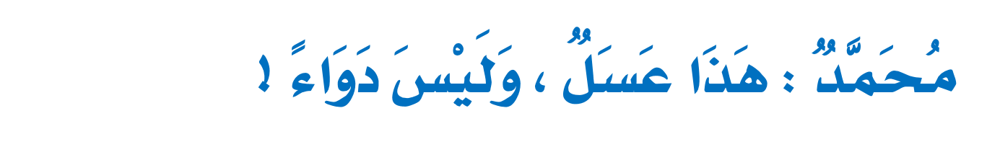 مُحَمَّدٌ : هَذَا عَسَلٌ ، وَلَيْسَ دَوَاءً !